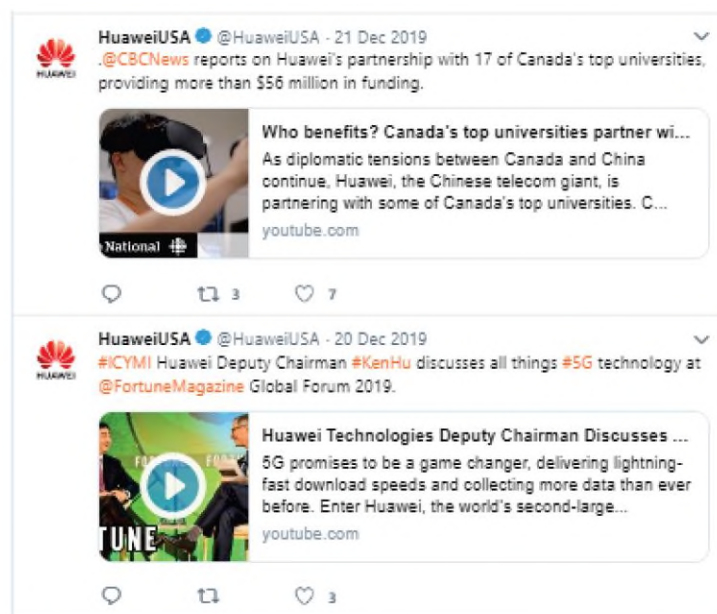 HuaweiUSA @HuaweiUSA · 21 Dec 2019
.@CBCNews reports on Huawei's partnership with 17 of Canada's top universities,
providing more than $56 million in funding.
HUAWEI
Who benefits? Canada's top universities partner wi...
As diplomatic tensions between Canada and China
continue, Huawei, the Chinese telecom giant, is
partnering with some of Canada's top universities. C...
youtube.com
National
3 7
HuaweiUSA @HuaweiUSA · 20 Dec 2019
#ICYMI Huawei Deputy Chairman #KenHu discusses all things #5G technology at
@FortuneMagazine Global Forum 2019.
HUAWEI
Huawei Technologies Deputy Chairman Discusses ...
5G promises to be a game changer, delivering lightning-
fast download speeds and collecting more data than ever
before. Enter Huawei, the world's second-large...
youtube.com
FOR FOR
TUNE
3